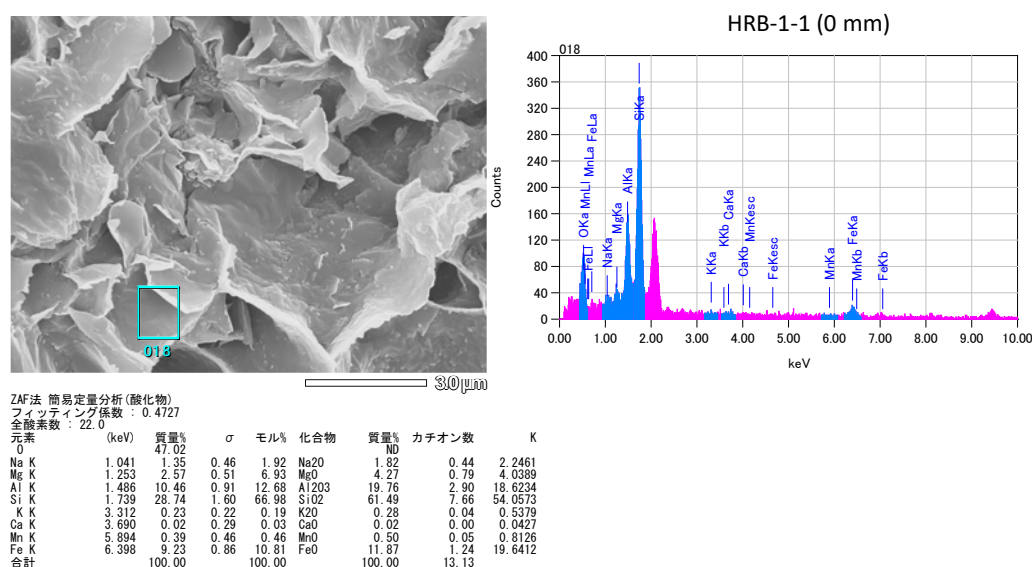 HRB-1-1 (0 mm)
018
400
360
320
280
240
200
160
120
80
40
0
Counts
OKa MnLl MnLa FeLa
FeLl
NaKa
MgKa
AlKa
SiKa
KKa
KKb CaKa
CaKb MnKesc
FeKesc
MnKa
MnKb FeKa
FeKb
0.00 1.00 2.00 3.00 4.00 5.00 6.00 7.00 8.00 9.00 10.00
keV
018
3.0μm
ZAF法 簡易定量分析(酸化物)
フィッティング係数 : 0.4727
全酸素数 : 22.0
元素 (keV) 質量% σ モル% 化合物 質量% カチオン数 K
O 47.02 ND
Na K 1.041 1.35 0.46 1.92 Na2O 1.82 0.44 2.2461
Mg K 1.253 2.57 0.51 6.93 MgO 4.27 0.79 4.0389
Al K 1.486 10.46 0.91 12.68 Al2O3 19.76 2.90 18.6234
Si K 1.739 28.74 1.60 66.98 SiO2 61.49 7.66 54.0573
K K 3.312 0.23 0.22 0.19 K2O 0.28 0.04 0.5379
Ca K 3.690 0.02 0.29 0.03 CaO 0.02 0.00 0.0427
Mn K 5.894 0.39 0.46 0.46 MnO 0.50 0.05 0.8126
Fe K 6.398 9.23 0.86 10.81 FeO 11.87 1.24 19.6412
合計 100.00 100.00 100.00 13.13